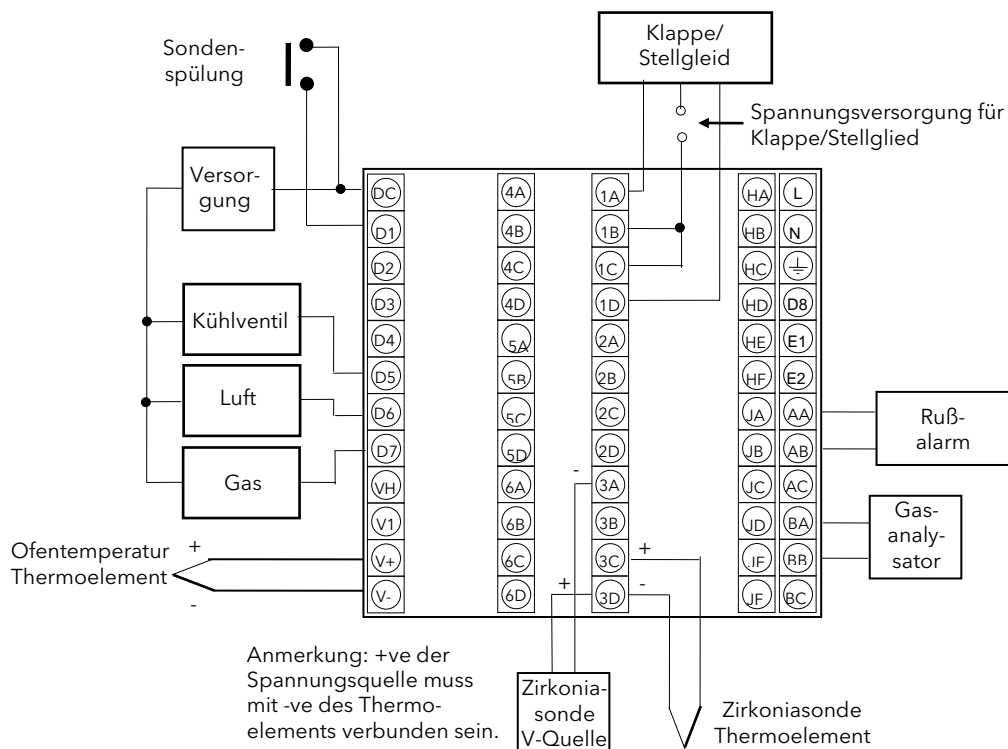 Klappe/
Stellgleid
Sonden-
spülung
Spannungsversorgung für
Klappe/Stellglied
Versor-
gung
DC 4A 1A HA L
D1 4B 1B HB N
D2 4C 1C HC
D3 4D 1D HD D8
Kühlventil
D4 5A 2A HE E1
D5 5B 2B HF E2
Luft
D6 5C 2C JA AA
Ruß-
alarm
D7 5D 2D JB AB
Gas
-
VH 6A 3A JC AC
V1 6B 3B JD BA
Gas-
analy-
sator
Ofentemperatur
Thermoelement
+
V+ 6C 3C + JE BB
-
V- 6D + 3D - JF BC
Anmerkung: +ve der
Spannungsquelle muss
mit -ve des Thermo-
elements verbunden sein.
Zirkonia-
sonde
V-Quelle
Zirkoniasonde
Thermoelement